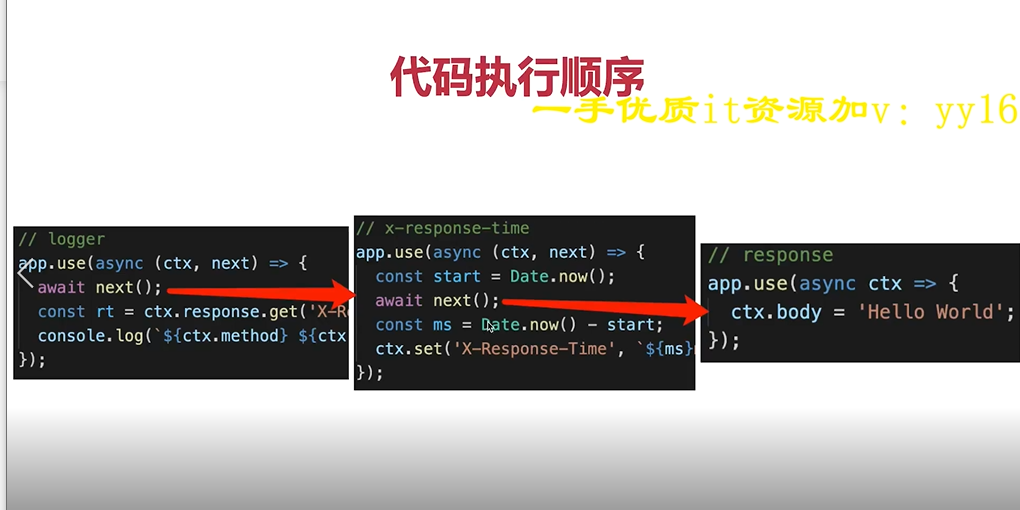 代码执行顺序
一手优质it资源加v：yy16
// logger
app.use(async (ctx, next) => {
await next();
const rt = ctx.response.get('X-R
console.log(`${ctx.method} ${ctx
});
// x-response-time
app.use(async (ctx, next) => {
const start = Date.now();
await next();
const ms = Date.now() - start;
ctx.set('X-Response-Time', `${ms}
});
// response
app.use(async ctx => {
ctx.body = 'Hello World';
});